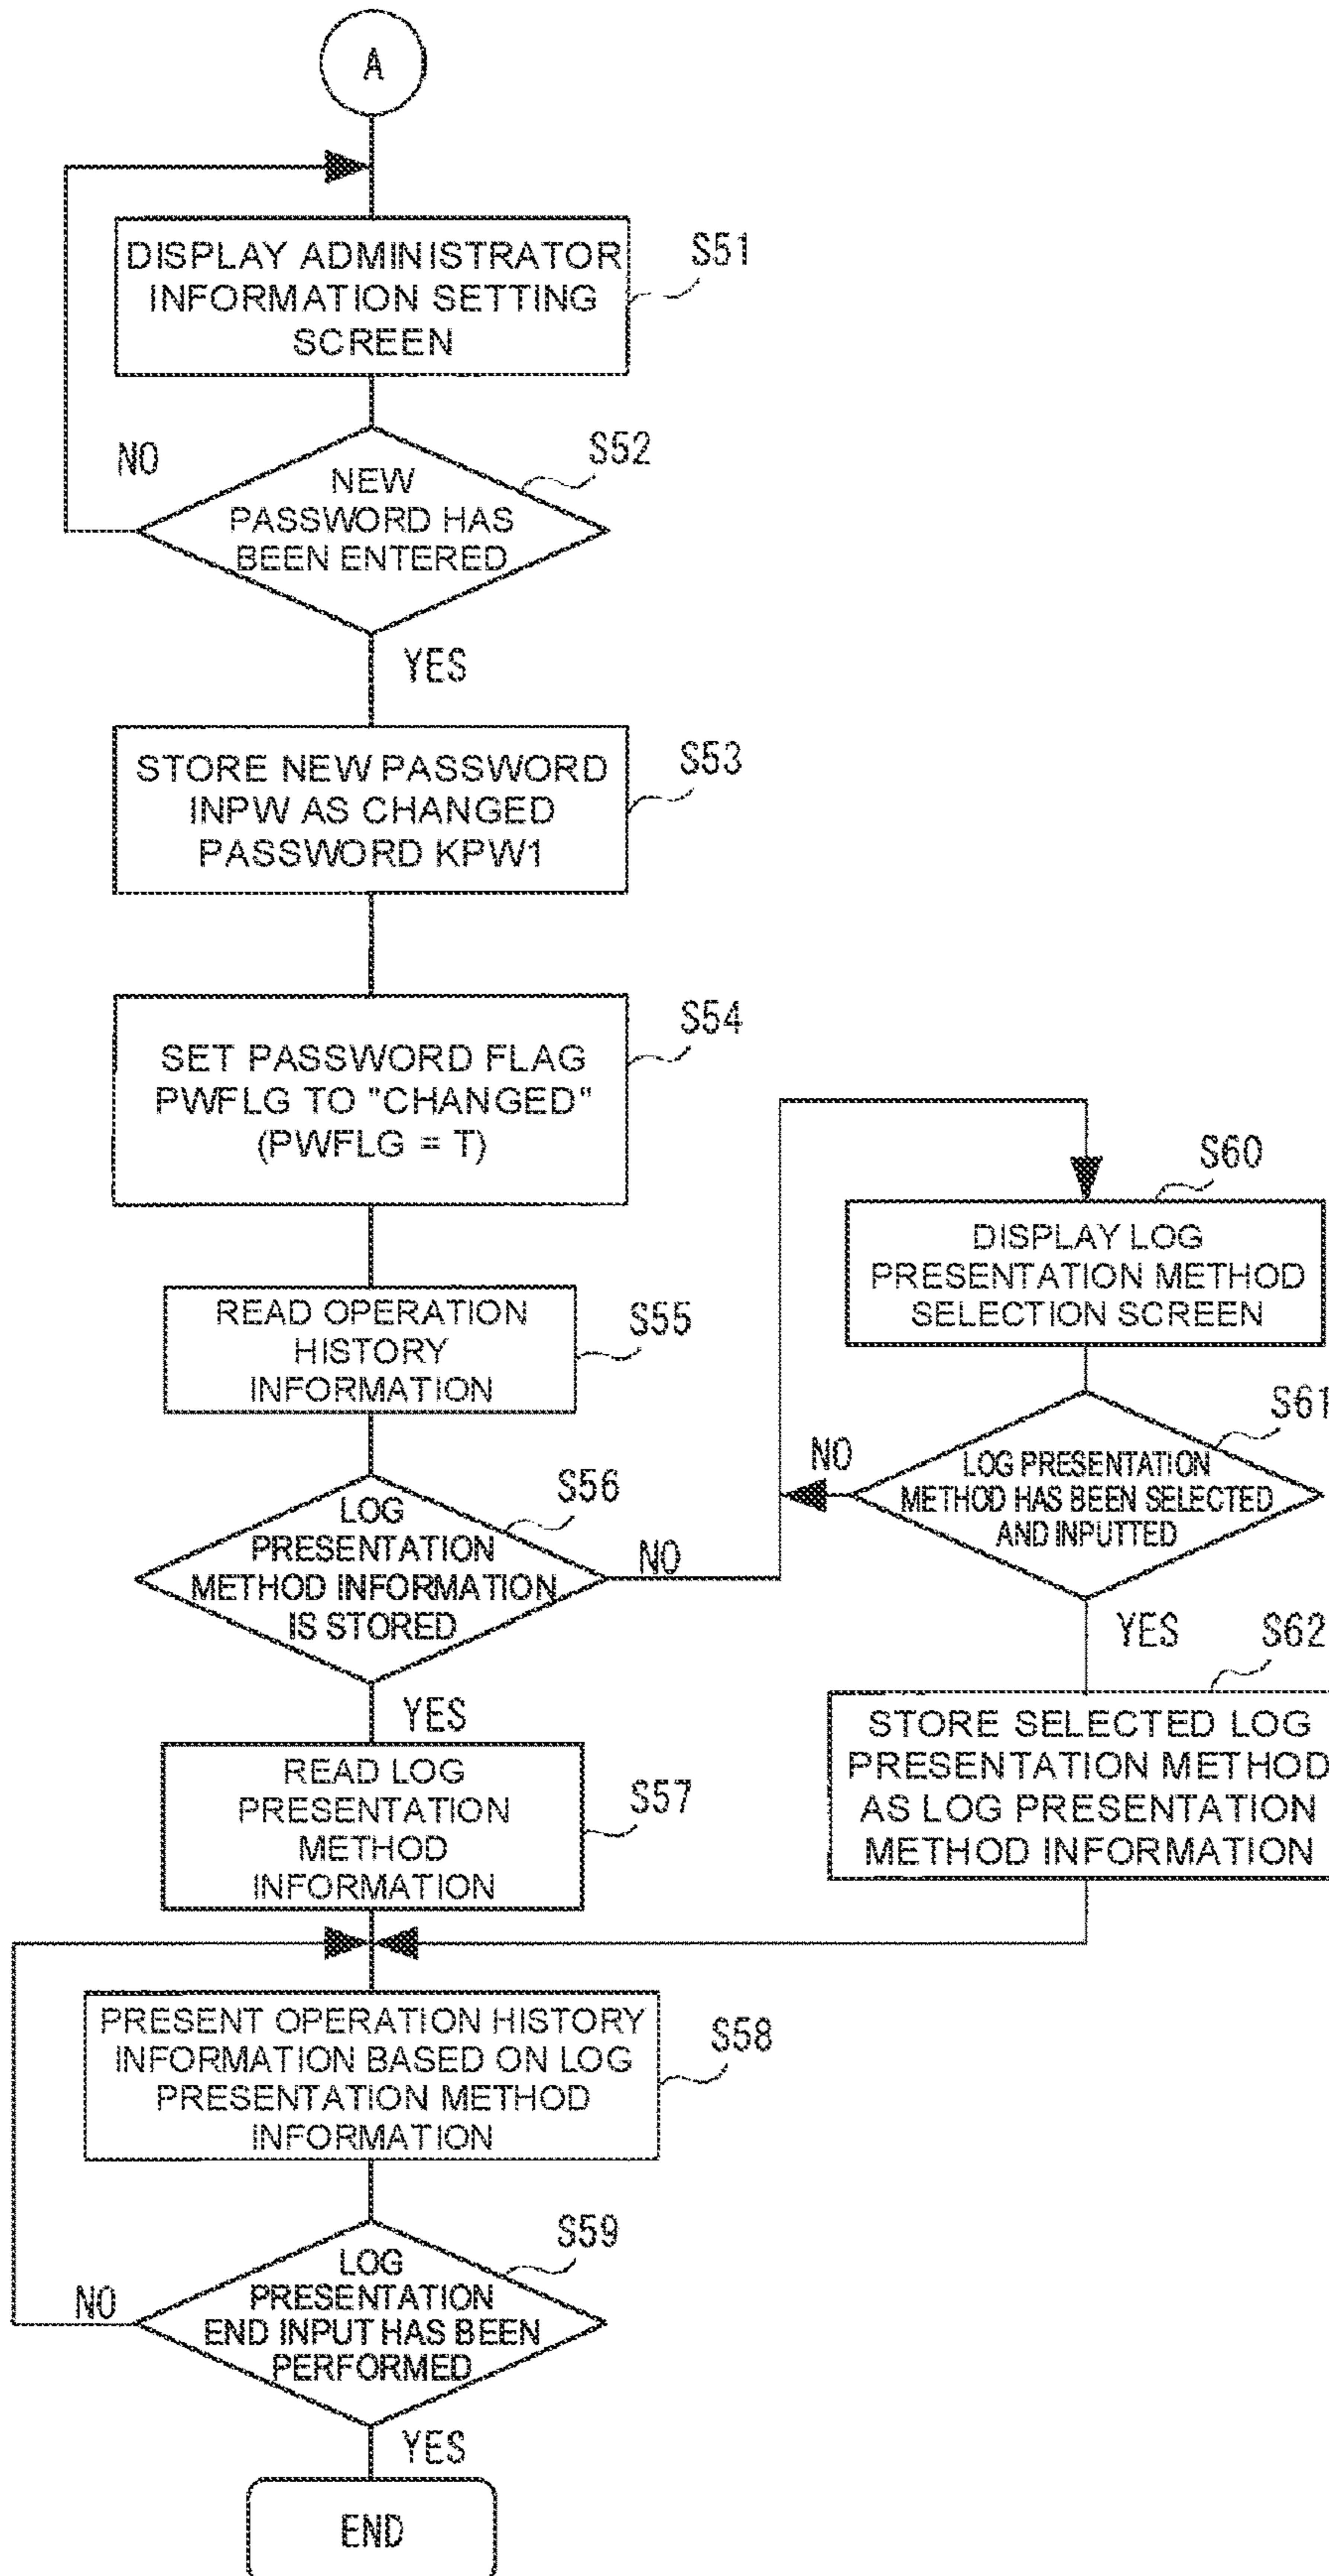 A
DISPLAY ADMINISTRATOR
INFORMATION SETTING
SCREEN
S51
NO
S52
NEW
PASSWORD HAS
BEEN ENTERED
YES
STORE NEW PASSWORD
INPW AS CHANGED
PASSWORD KPW1
S53
SET PASSWORD FLAG
PWFLG TO "CHANGED"
(PWFLG = T)
S54
READ OPERATION
HISTORY
INFORMATION
S55
LOG
PRESENTATION
METHOD INFORMATION
IS STORED
S56
NO
YES
READ LOG
PRESENTATION
METHOD
INFORMATION
S57
S60
DISPLAY LOG
PRESENTATION METHOD
SELECTION SCREEN
S61
NO
LOG PRESENTATION
METHOD HAS BEEN SELECTED
AND INPUTTED
YES
S62
STORE SELECTED LOG
PRESENTATION METHOD
AS LOG PRESENTATION
METHOD INFORMATION
PRESENT OPERATION HISTORY
INFORMATION BASED ON LOG
PRESENTATION METHOD
INFORMATION
S58
S59
LOG
PRESENTATION
END INPUT HAS BEEN
PERFORMED
NO
YES
END